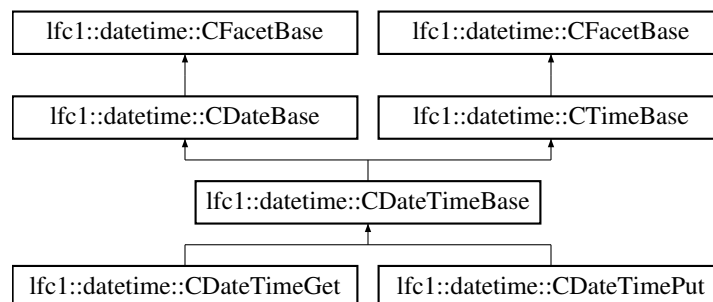 lfc1::datetime::CFacetBase
lfc1::datetime::CFacetBase
lfc1::datetime::CDateBase
lfc1::datetime::CTimeBase
lfc1::datetime::CDateTimeBase
lfc1::datetime::CDateTimeGet
lfc1::datetime::CDateTimePut